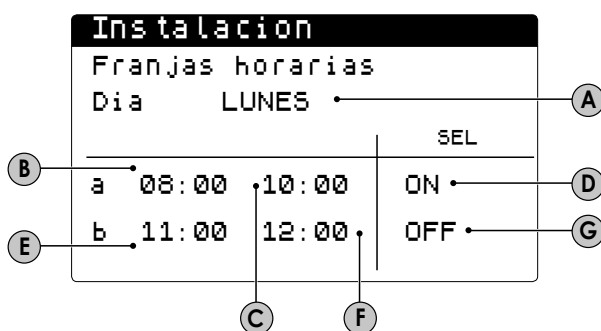 Instalacion
Franjas horarias
Dia LUNES A
SEL
B
a 08:00 10:00 ON D
b 11:00 12:00 OFF G
E
C F